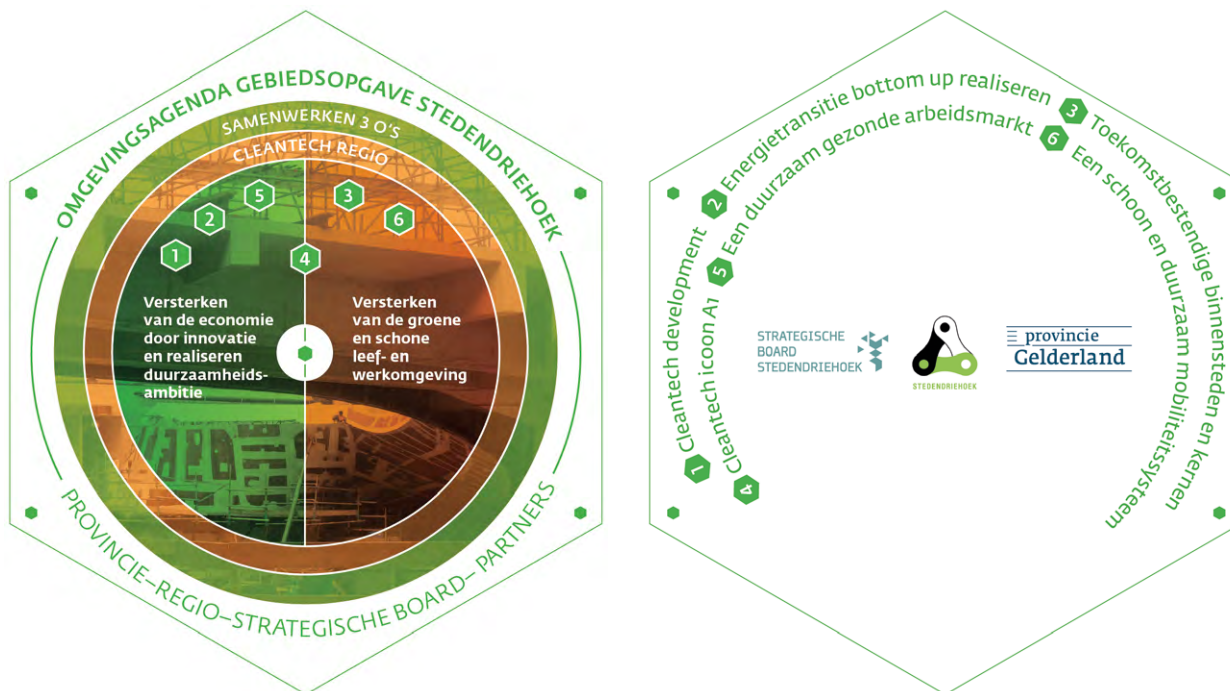 OMGEVINGSAGENDA GEBIEDSOPGAVE STEDENDRIEHOEK
SAMENWERKEN 3 O'S
CLEANTECH REGIO
1
2
5
3
6
4
Versterken
van de economie
door innovatie
en realiseren
duurzaamheids-
ambitie
Versterken
van de groene
en schone
leef- en
werkomgeving
PROVINCIE–REGIO–STRATEGISCHE BOARD– PARTNERS
1 Cleantech development 2 Energietransitie bottom up realiseren 3 Toekomstbestendige binnensteden en kernen
4 Cleantech icoon A1 5 Een duurzaam gezonde arbeidsmarkt 6 Een schoon en duurzaam mobiliteitssysteem
STRATEGISCHE
BOARD
STEDENDRIEHOEK
STEDENDRIEHOEK
provincie
Gelderland